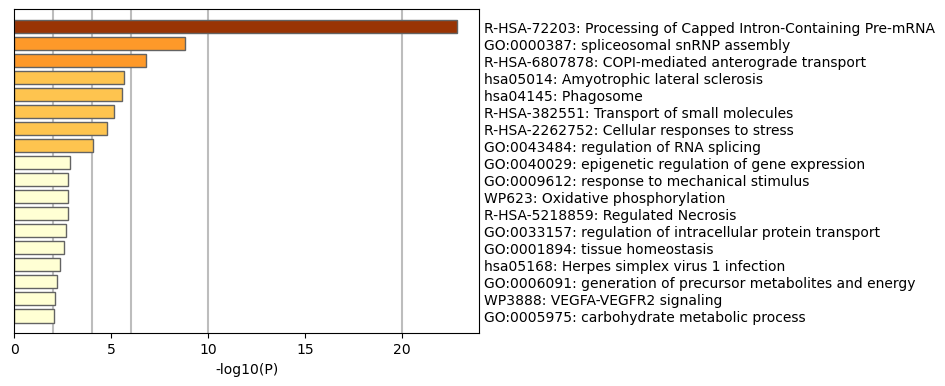 R-HSA-72203: Processing of Capped Intron-Containing Pre-mRNA
GO:0000387: spliceosomal snRNP assembly
R-HSA-6807878: COPI-mediated anterograde transport
hsa05014: Amyotrophic lateral sclerosis
hsa04145: Phagosome
R-HSA-382551: Transport of small molecules
R-HSA-2262752: Cellular responses to stress
GO:0043484: regulation of RNA splicing
GO:0040029: epigenetic regulation of gene expression
GO:0009612: response to mechanical stimulus
WP623: Oxidative phosphorylation
R-HSA-5218859: Regulated Necrosis
GO:0033157: regulation of intracellular protein transport
GO:0001894: tissue homeostasis
hsa05168: Herpes simplex virus 1 infection
GO:0006091: generation of precursor metabolites and energy
WP3888: VEGFA-VEGFR2 signaling
GO:0005975: carbohydrate metabolic process
0 5 10 15 20
-log10(P)